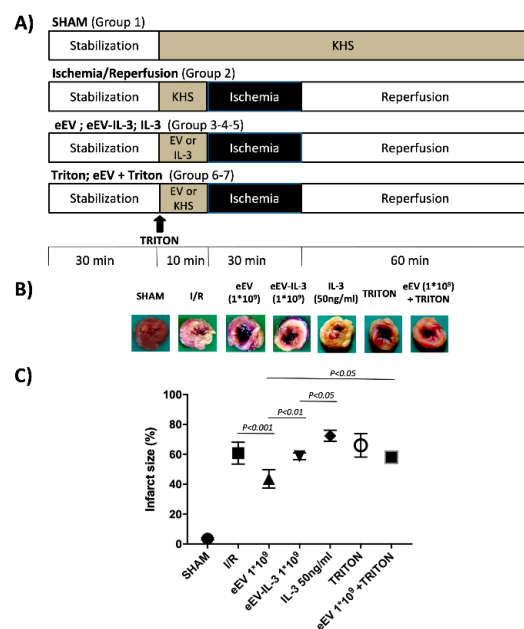 A)
SHAM (Group 1)
Stabilization KHS
Ischemia/Reperfusion (Group 2)
Stabilization KHS Ischemia Reperfusion
eEV ; eEV-IL-3; IL-3 (Group 3-4-5)
Stabilization EV or IL-3 Ischemia Reperfusion
Triton; eEV + Triton (Group 6-7)
Stabilization EV or KHS Ischemia Reperfusion
TRITON
30 min 10 min 30 min 60 min
B)
SHAM I/R eEV (1*10⁹) eEV-IL-3 (1*10⁹) IL-3 (50ng/ml) TRITON eEV (1*10⁹) + TRITON
C)
P<0.05
P<0.05
P<0.01
P<0.001
Infarct size (%)
100
80
60
40
20
0
SHAM
I/R
eEV 1*10⁹
eEV-IL-3 1*10⁹
IL-3 50ng/ml
TRITON
eEV 1*10⁹ +TRITON